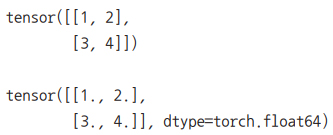 tensor([[1, 2],
        [3, 4]])

tensor([[1., 2.],
        [3., 4.]], dtype=torch.float64)